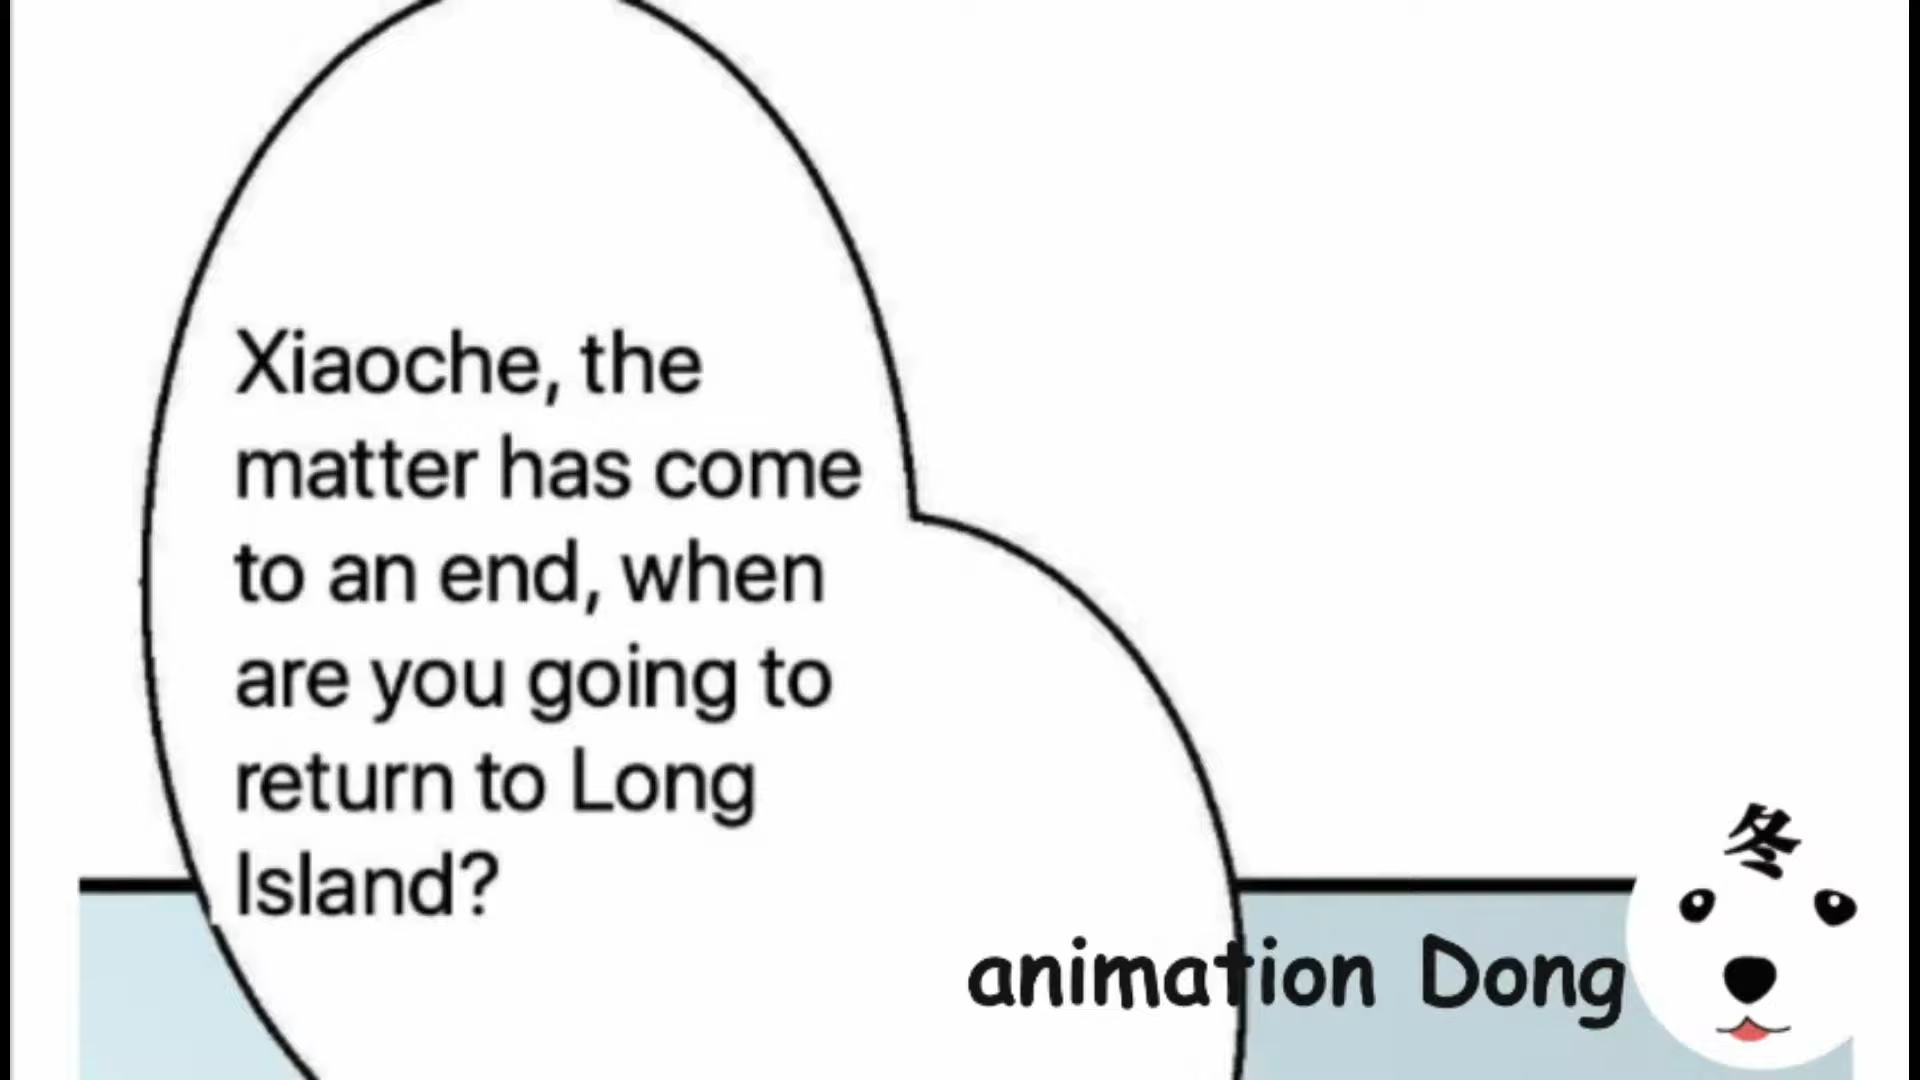 Xiaoche, the
matter has come
to an end, when
are you going to
return to Long
Island?
冬
animation Dong